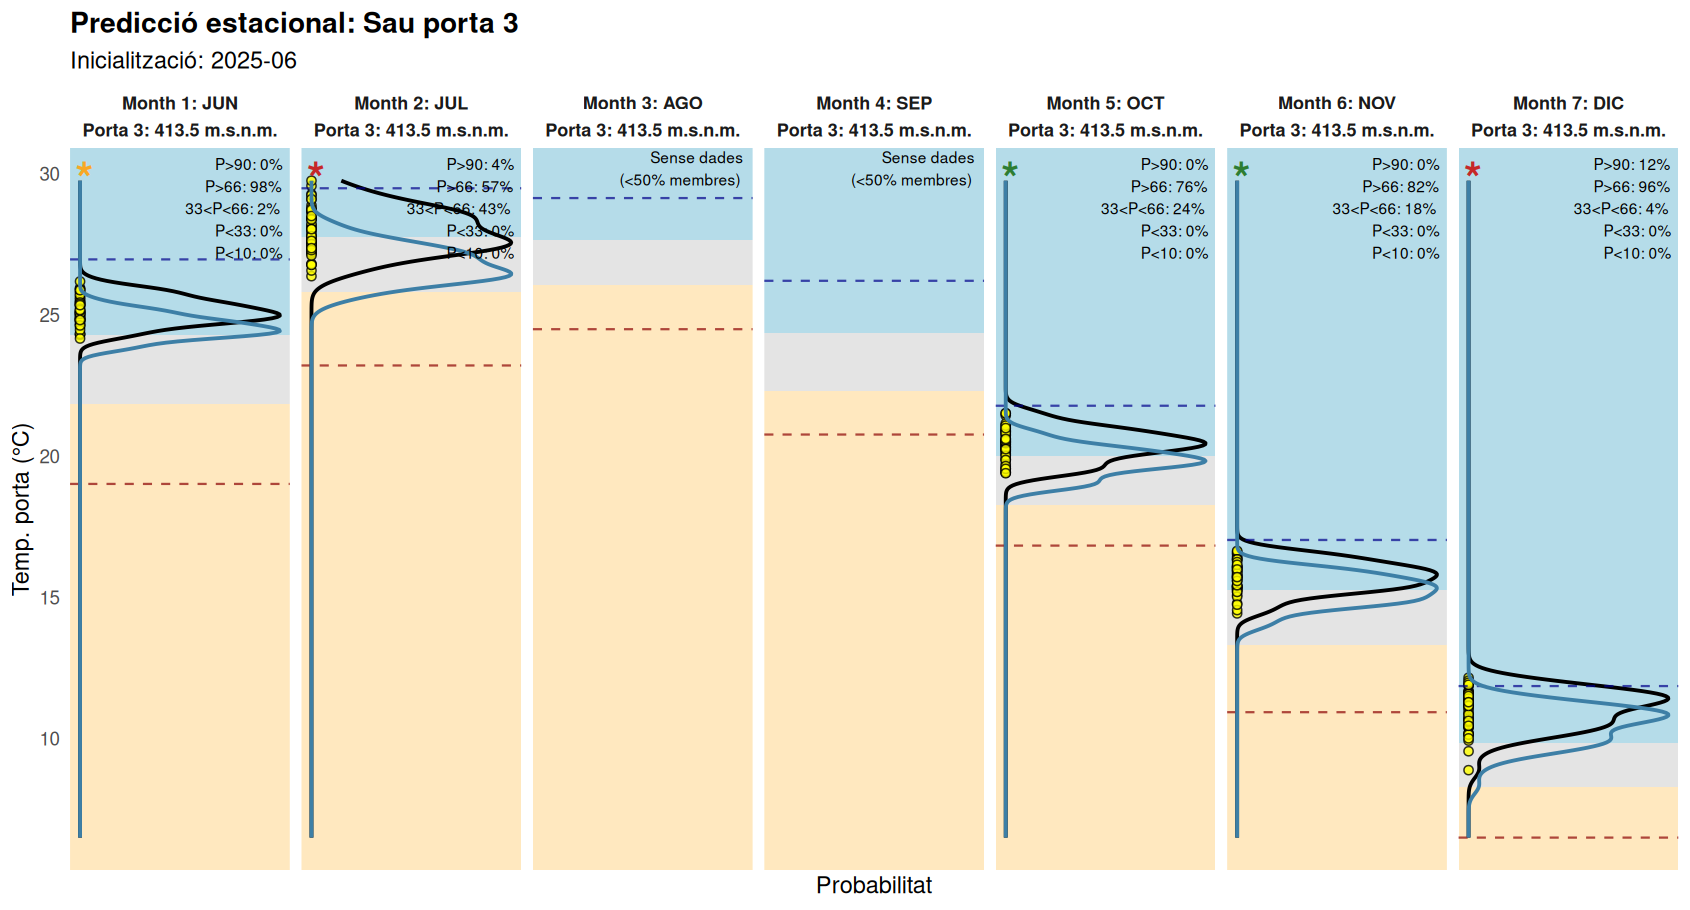 Predicció estacional: Sau porta 3
Inicialització: 2025-06
Month 1: JUN
Porta 3: 413.5 m.s.n.m.
Month 2: JUL
Porta 3: 413.5 m.s.n.m.
Month 3: AGO
Porta 3: 413.5 m.s.n.m.
Month 4: SEP
Porta 3: 413.5 m.s.n.m.
Month 5: OCT
Porta 3: 413.5 m.s.n.m.
Month 6: NOV
Porta 3: 413.5 m.s.n.m.
Month 7: DIC
Porta 3: 413.5 m.s.n.m.
*
P>90: 0%
P>66: 98%
33<P<66: 2%
P<33: 0%
P<10: 0%
*
P>90: 4%
P>66: 57%
33<P<66: 43%
P<33: 0%
P<10: 0%
Sense dades
(<50% membres)
Sense dades
(<50% membres)
*
P>90: 0%
P>66: 76%
33<P<66: 24%
P<33: 0%
P<10: 0%
*
P>90: 0%
P>66: 82%
33<P<66: 18%
P<33: 0%
P<10: 0%
*
P>90: 12%
P>66: 96%
33<P<66: 4%
P<33: 0%
P<10: 0%
30
25
20
15
10
Temp. porta (°C)
Probabilitat